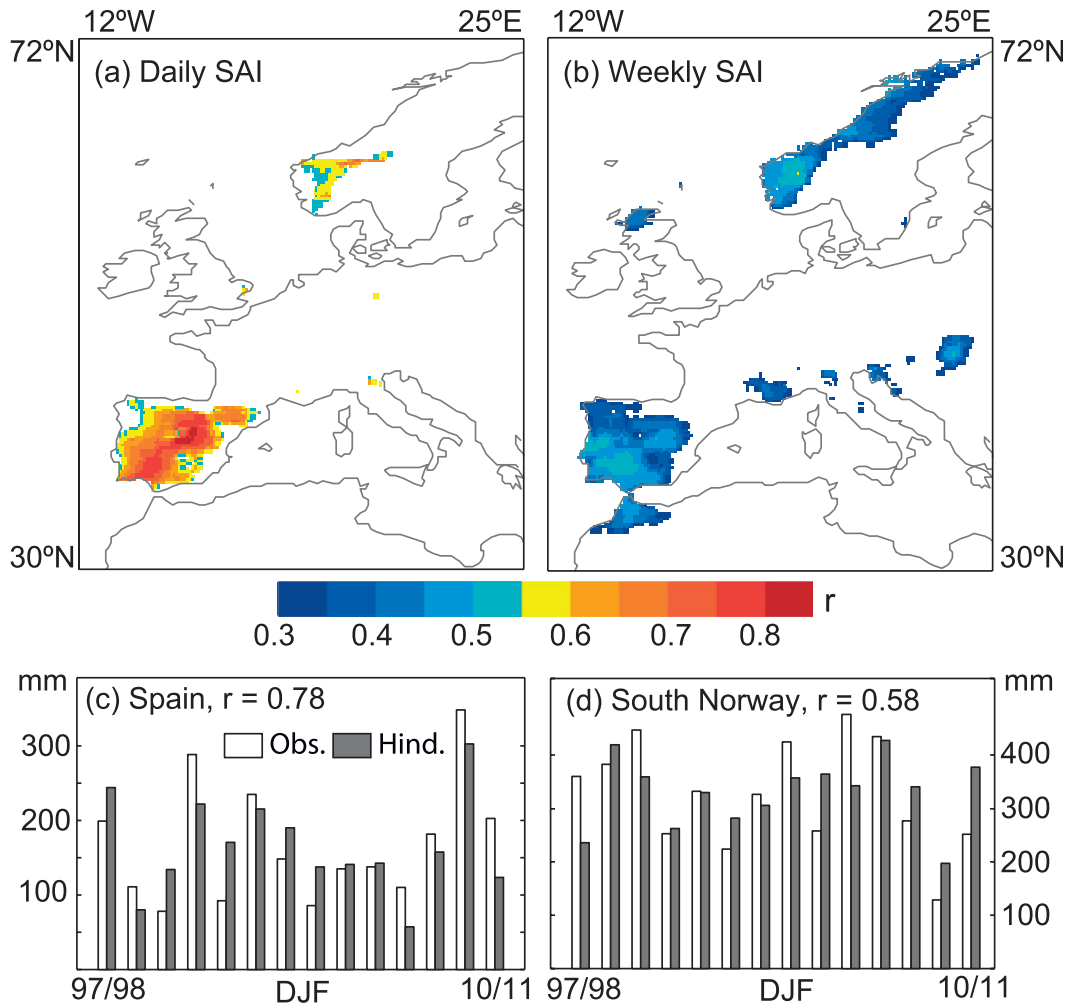 12ºW 25ºE 12ºW 25ºE
72ºN (a) Daily SAI (b) Weekly SAI 72ºN
30ºN 30ºN
r
0.3 0.4 0.5 0.6 0.7 0.8
mm (c) Spain, r = 0.78 (d) South Norway, r = 0.58 mm
Obs. Hind.
300 400
200 300
200
100 100
97/98 DJF 10/11 97/98 DJF 10/11